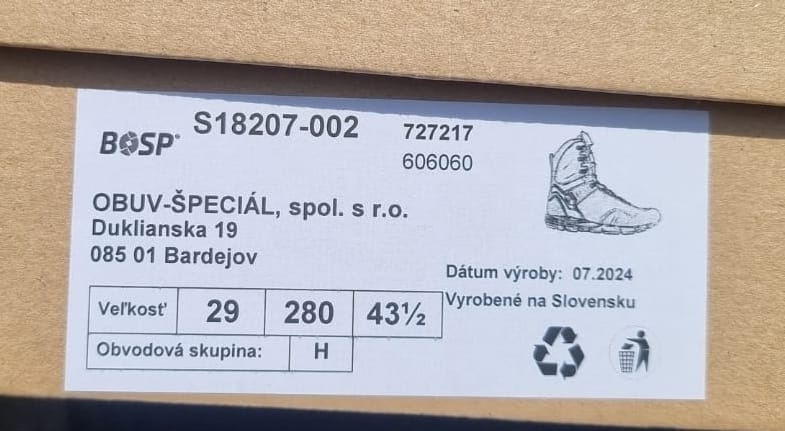 BOSP®
S18207-002
727217
606060
OBUV-ŠPECIÁL, spol. s r.o.
Duklianska 19
085 01 Bardejov
Dátum výroby: 07.2024
Vyrobené na Slovensku
Veľkosť 29 280 43½
Obvodová skupina: H